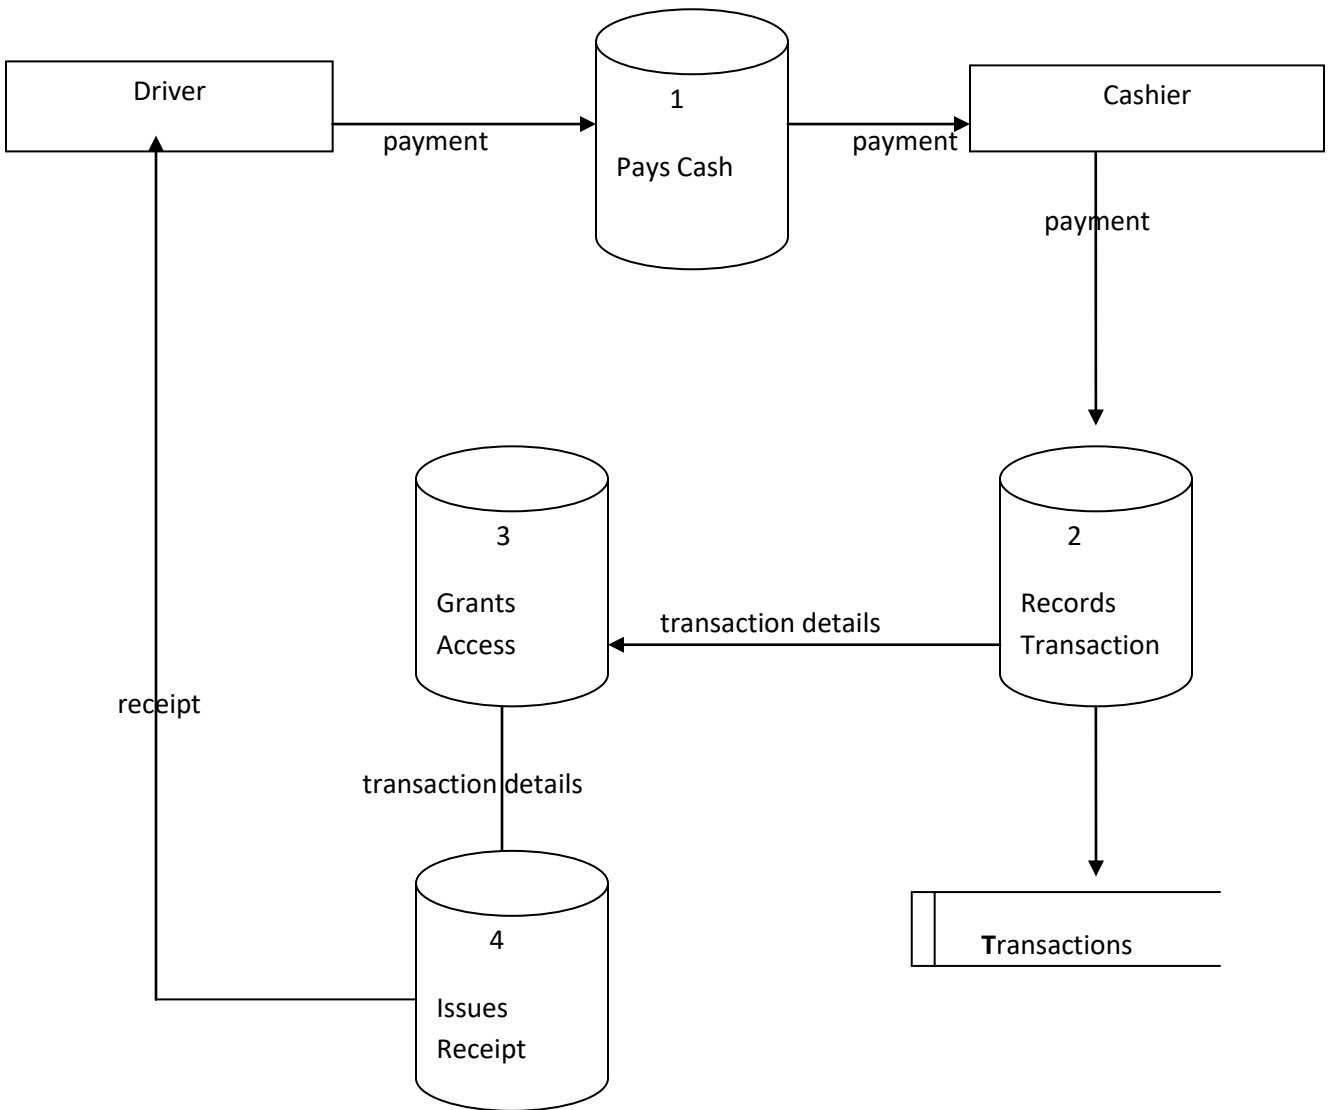 Driver
payment
1
Pays Cash
payment
Cashier
payment
3
Grants
Access
transaction details
2
Records
Transaction
receipt
transaction details
4
Issues
Receipt
Transactions